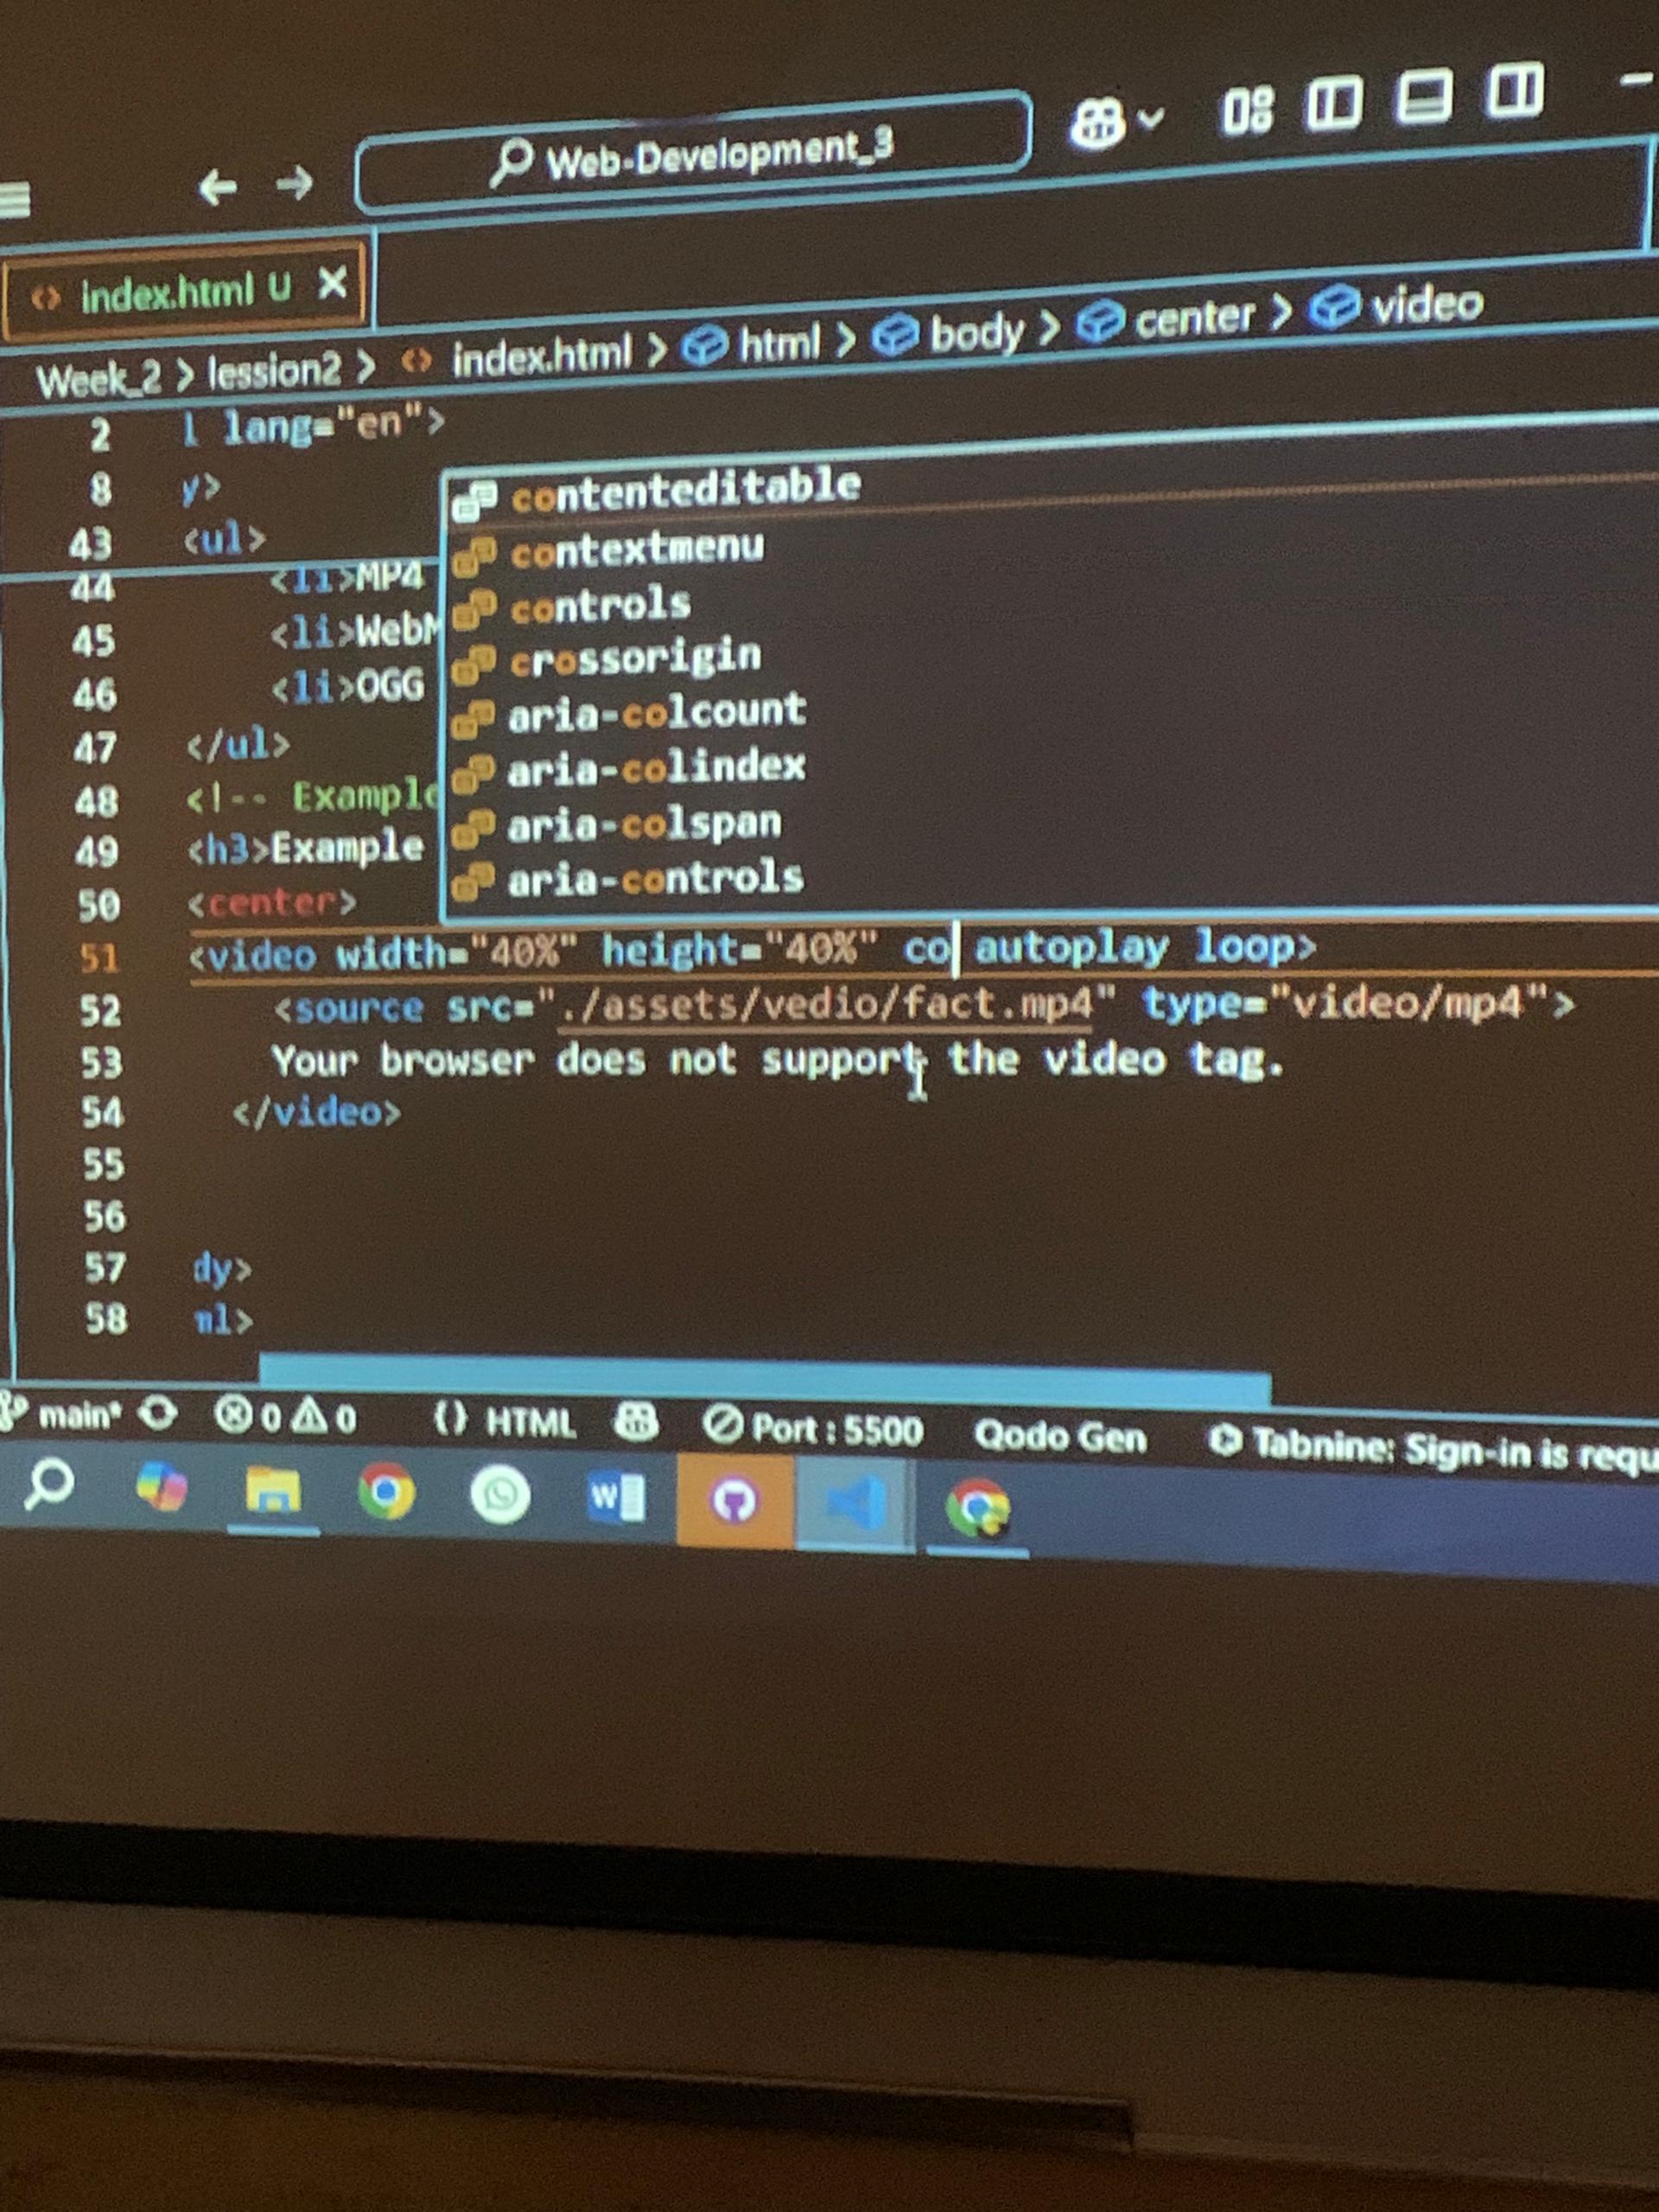 Web-Development_3
index.html U
Week_2 > lession2 > index.html > html > body > center > video
2 l lang="en">
8 y>
43 <ul>
44 <li>MP4
45 <li>WebM
46 <li>OGG
47 </ul>
48 <!-- Example
49 <h3>Example
50 <center>
contenteditable
contextmenu
controls
crossorigin
aria-colcount
aria-colindex
aria-colspan
aria-controls
51 <video width="40%" height="40%" co autoplay loop>
52 <source src="./assets/vedio/fact.mp4" type="video/mp4">
53 Your browser does not support the video tag.
54 </video>
55
56
57 dy>
58 ml>
main* 0 0 {} HTML Port : 5500 Qodo Gen Tabnine: Sign-in is requ
W